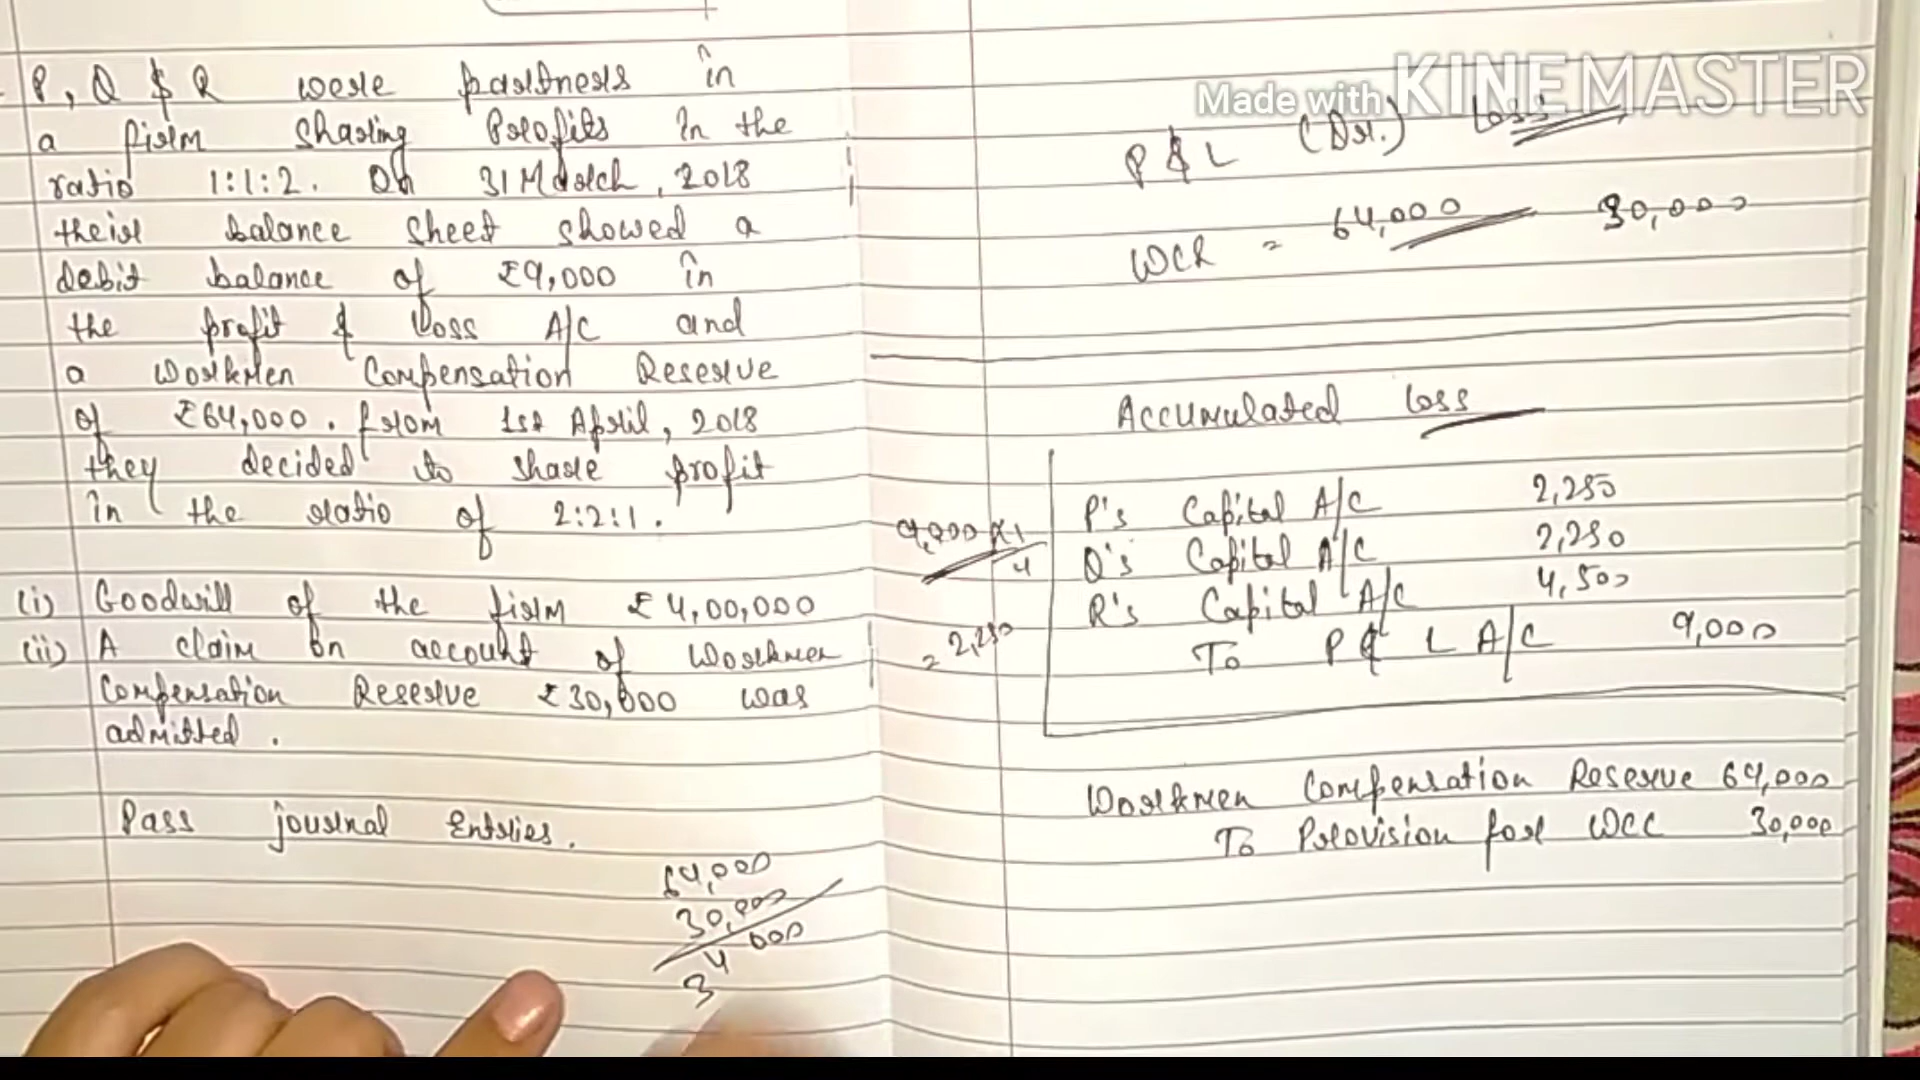 P, Q & R were partners in
a firm sharing Profits In the
ratio 1:1:2. On 31 March, 2018
their balance sheet showed a
debit balance of ₹9,000 in
the profit & loss A/C and
a Workmen Compensation Reserve
of ₹64,000. from 1st April, 2018
they decided to share profit
in the ratio of 2:2:1.
(i) Goodwill of the firm ₹4,00,000
(ii) A claim on account of Workmen
Compensation Reserve ₹30,000 was
admitted.
Pass journal Entries.
64,000
30,000
34000
Made with KINEMASTER
P & L (Dr.) Loss
WCR = 64,000 30,000
Accumulated loss
P's Capital A/C 2,250
Q's Capital A/C 2,250
R's Capital A/C 4,500
To P & L A/C 9,000
9,000 x 1
4
= 2,250
Workmen Compensation Reserve 64,000
To Provision for WCC 30,000